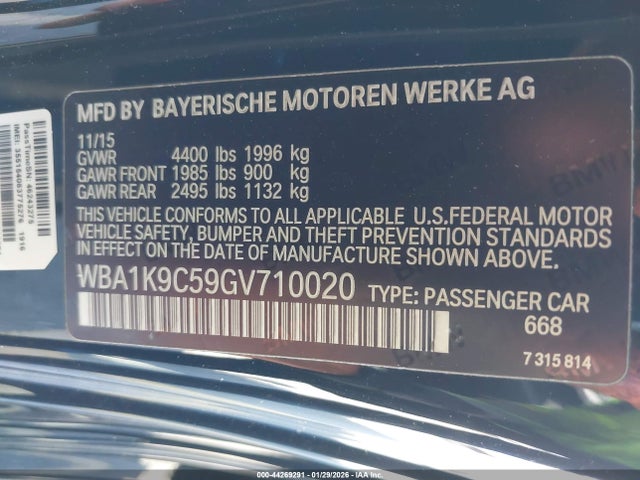 MFD BY BAYERISCHE MOTOREN WERKE AG
11/15
GVWR 4400 lbs 1996 kg
GAWR FRONT 1985 lbs 900 kg
GAWR REAR 2495 lbs 1132 kg
THIS VEHICLE CONFORMS TO ALL APPLICABLE U.S.FEDERAL MOTOR
VEHICLE SAFETY, BUMPER AND THEFT PREVENTION STANDARDS
IN EFFECT ON THE DATE OF MANUFACTURE SHOWN ABOVE.
WBA1K9C59GV710020 TYPE: PASSENGER CAR
668
7 315 814
000-44269291 - 01/29/2026 - © IAA Inc.